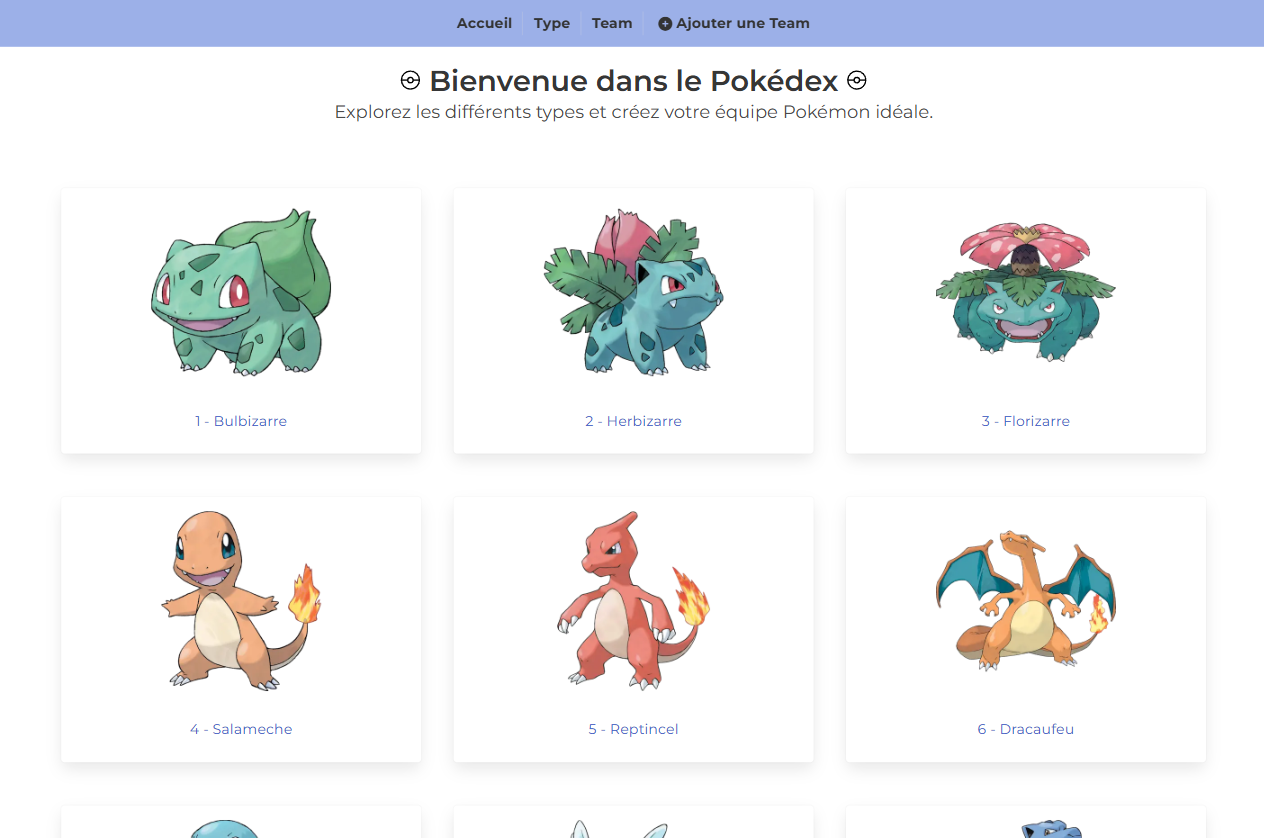 Accueil Type Team Ajouter une Team
Bienvenue dans le Pokédex
Explorez les différents types et créez votre équipe Pokémon idéale.
1 - Bulbizarre
2 - Herbizarre
3 - Florizarre
4 - Salameche
5 - Reptincel
6 - Dracaufeu